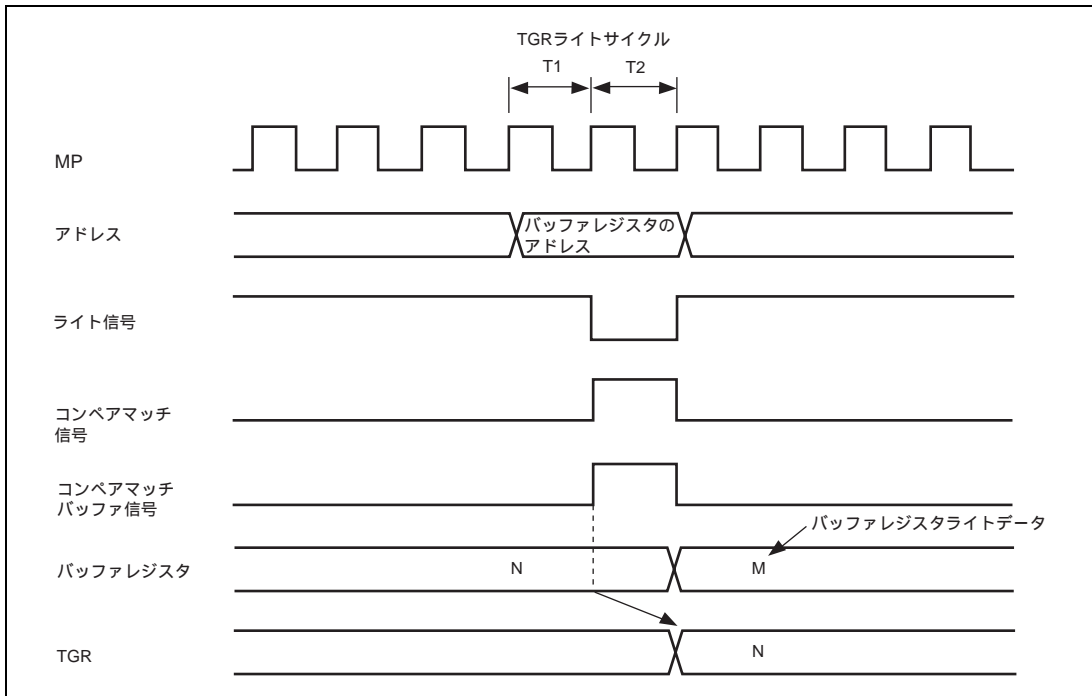 TGRライトサイクル
T1
T2
MP
アドレス
バッファレジスタの
アドレス
ライト信号
コンペアマッチ
信号
コンペアマッチ
バッファ信号
バッファレジスタライトデータ
バッファレジスタ
N
M
TGR
N